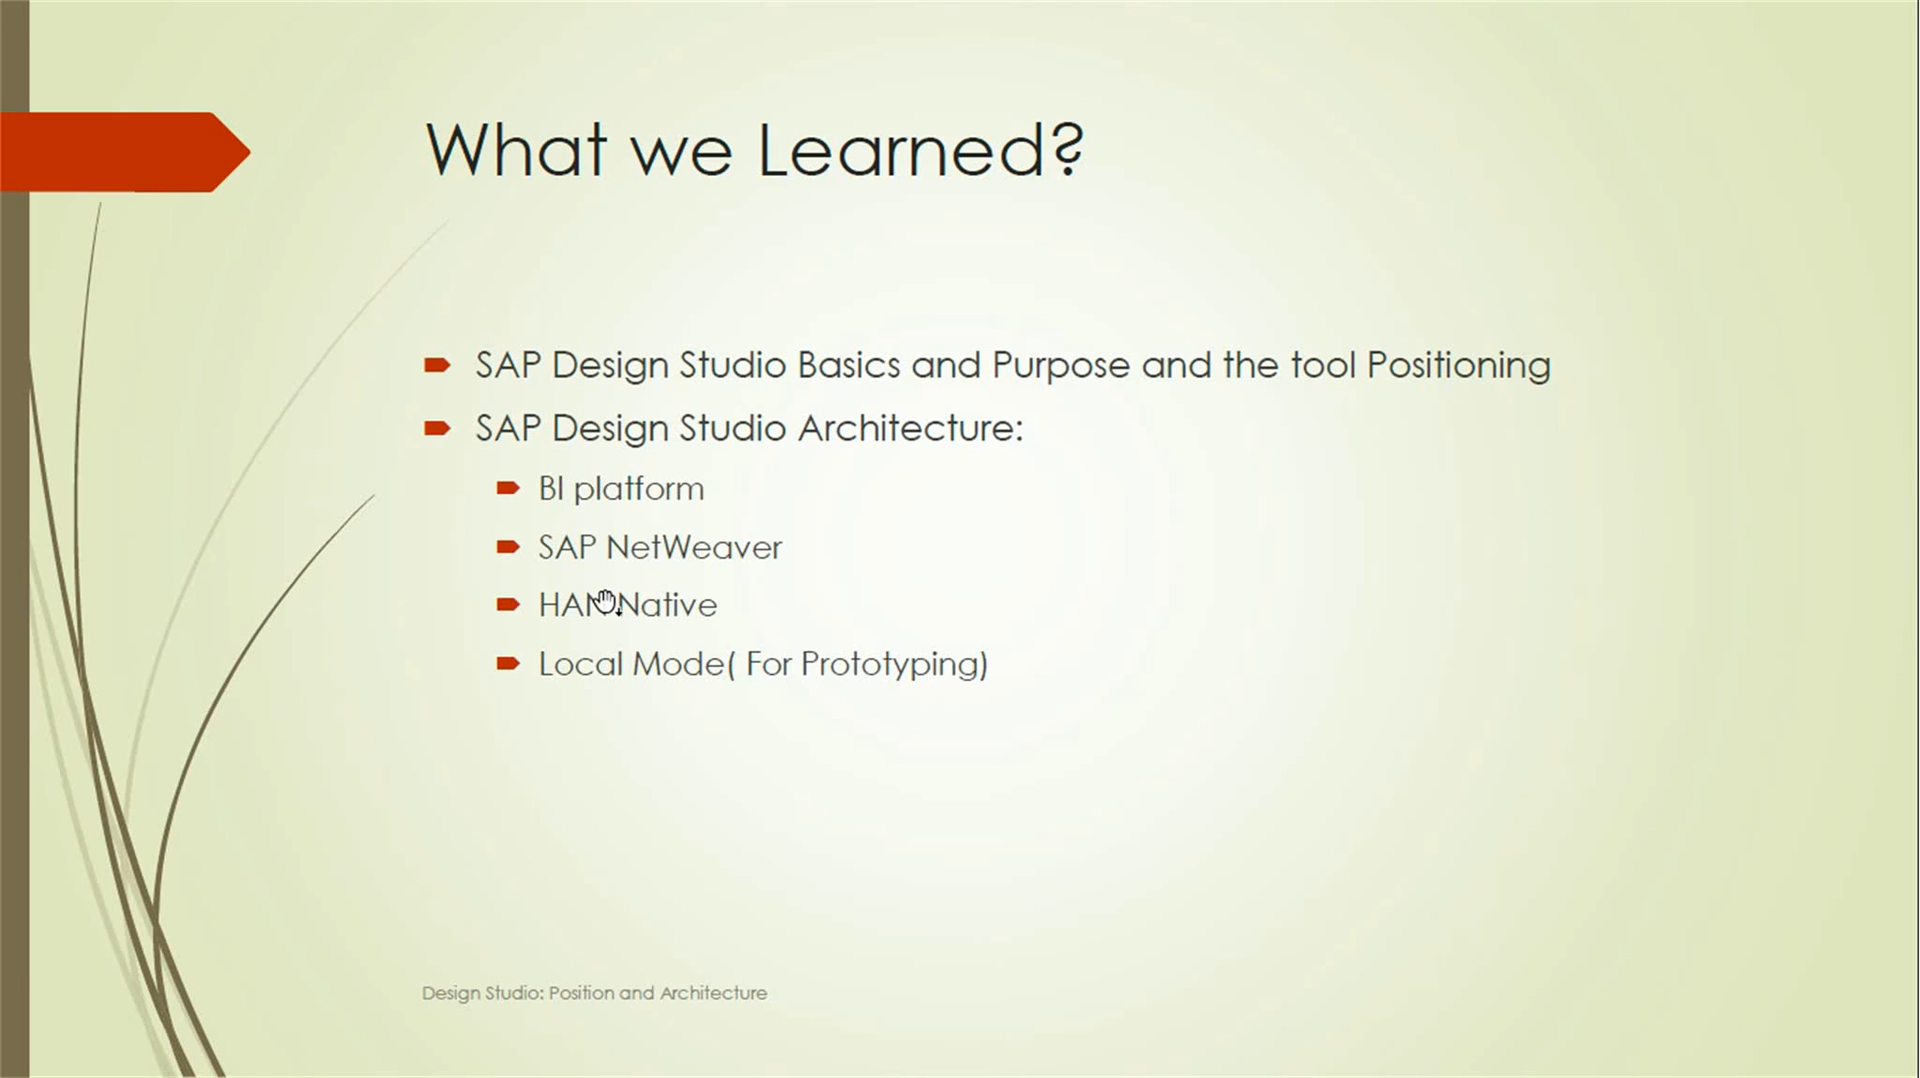 What we Learned?
SAP Design Studio Basics and Purpose and the tool Positioning
SAP Design Studio Architecture:
BI platform
SAP NetWeaver
Native
Local Mode( For Prototyping)
Design Studio: Position and Architecture